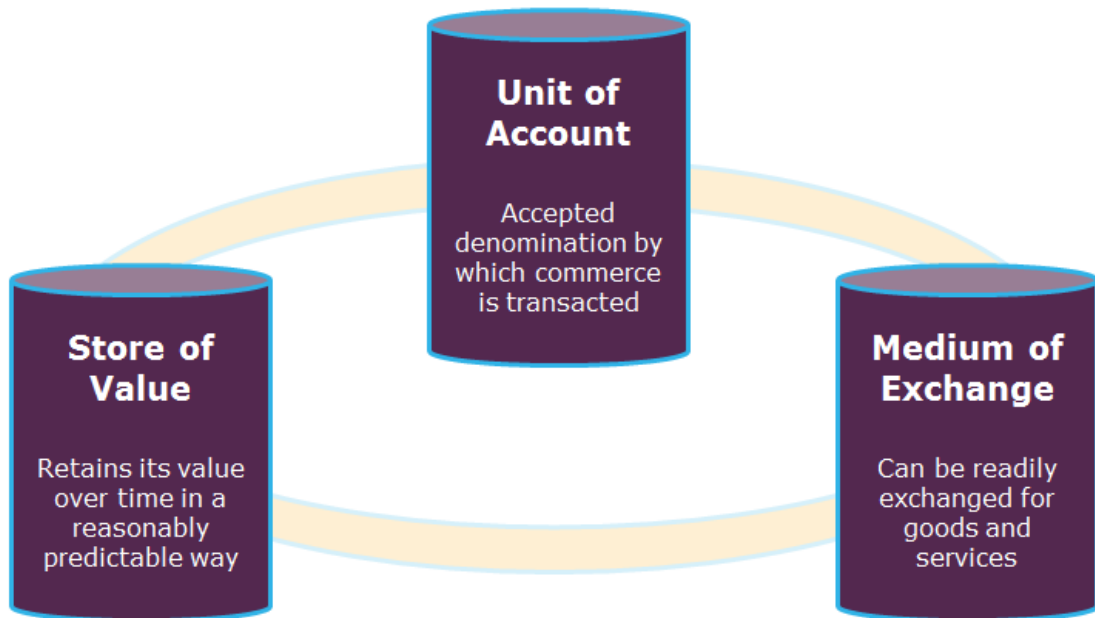 Unit of
Account
Accepted
denomination by
which commerce
is transacted
Store of
Value
Retains its value
over time in a
reasonably
predictable way
Medium of
Exchange
Can be readily
exchanged for
goods and
services